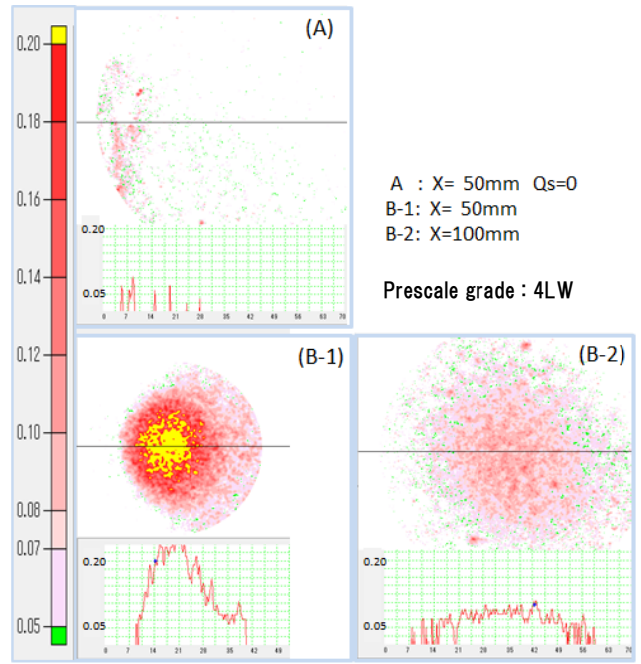 0.20
0.18
0.16
0.14
0.12
0.10
0.08
0.07
0.05
(A)
0.20
0.05
0 7 14 21 28 35 42 49 56 63 70
A : X= 50mm Qs=0
B-1: X= 50mm
B-2: X=100mm
Prescale grade : 4LW
(B-1)
0.20
0.05
0 7 14 21 28 35 42 49
(B-2)
0.20
0.05
0 7 14 21 28 35 42 49 56 63 70